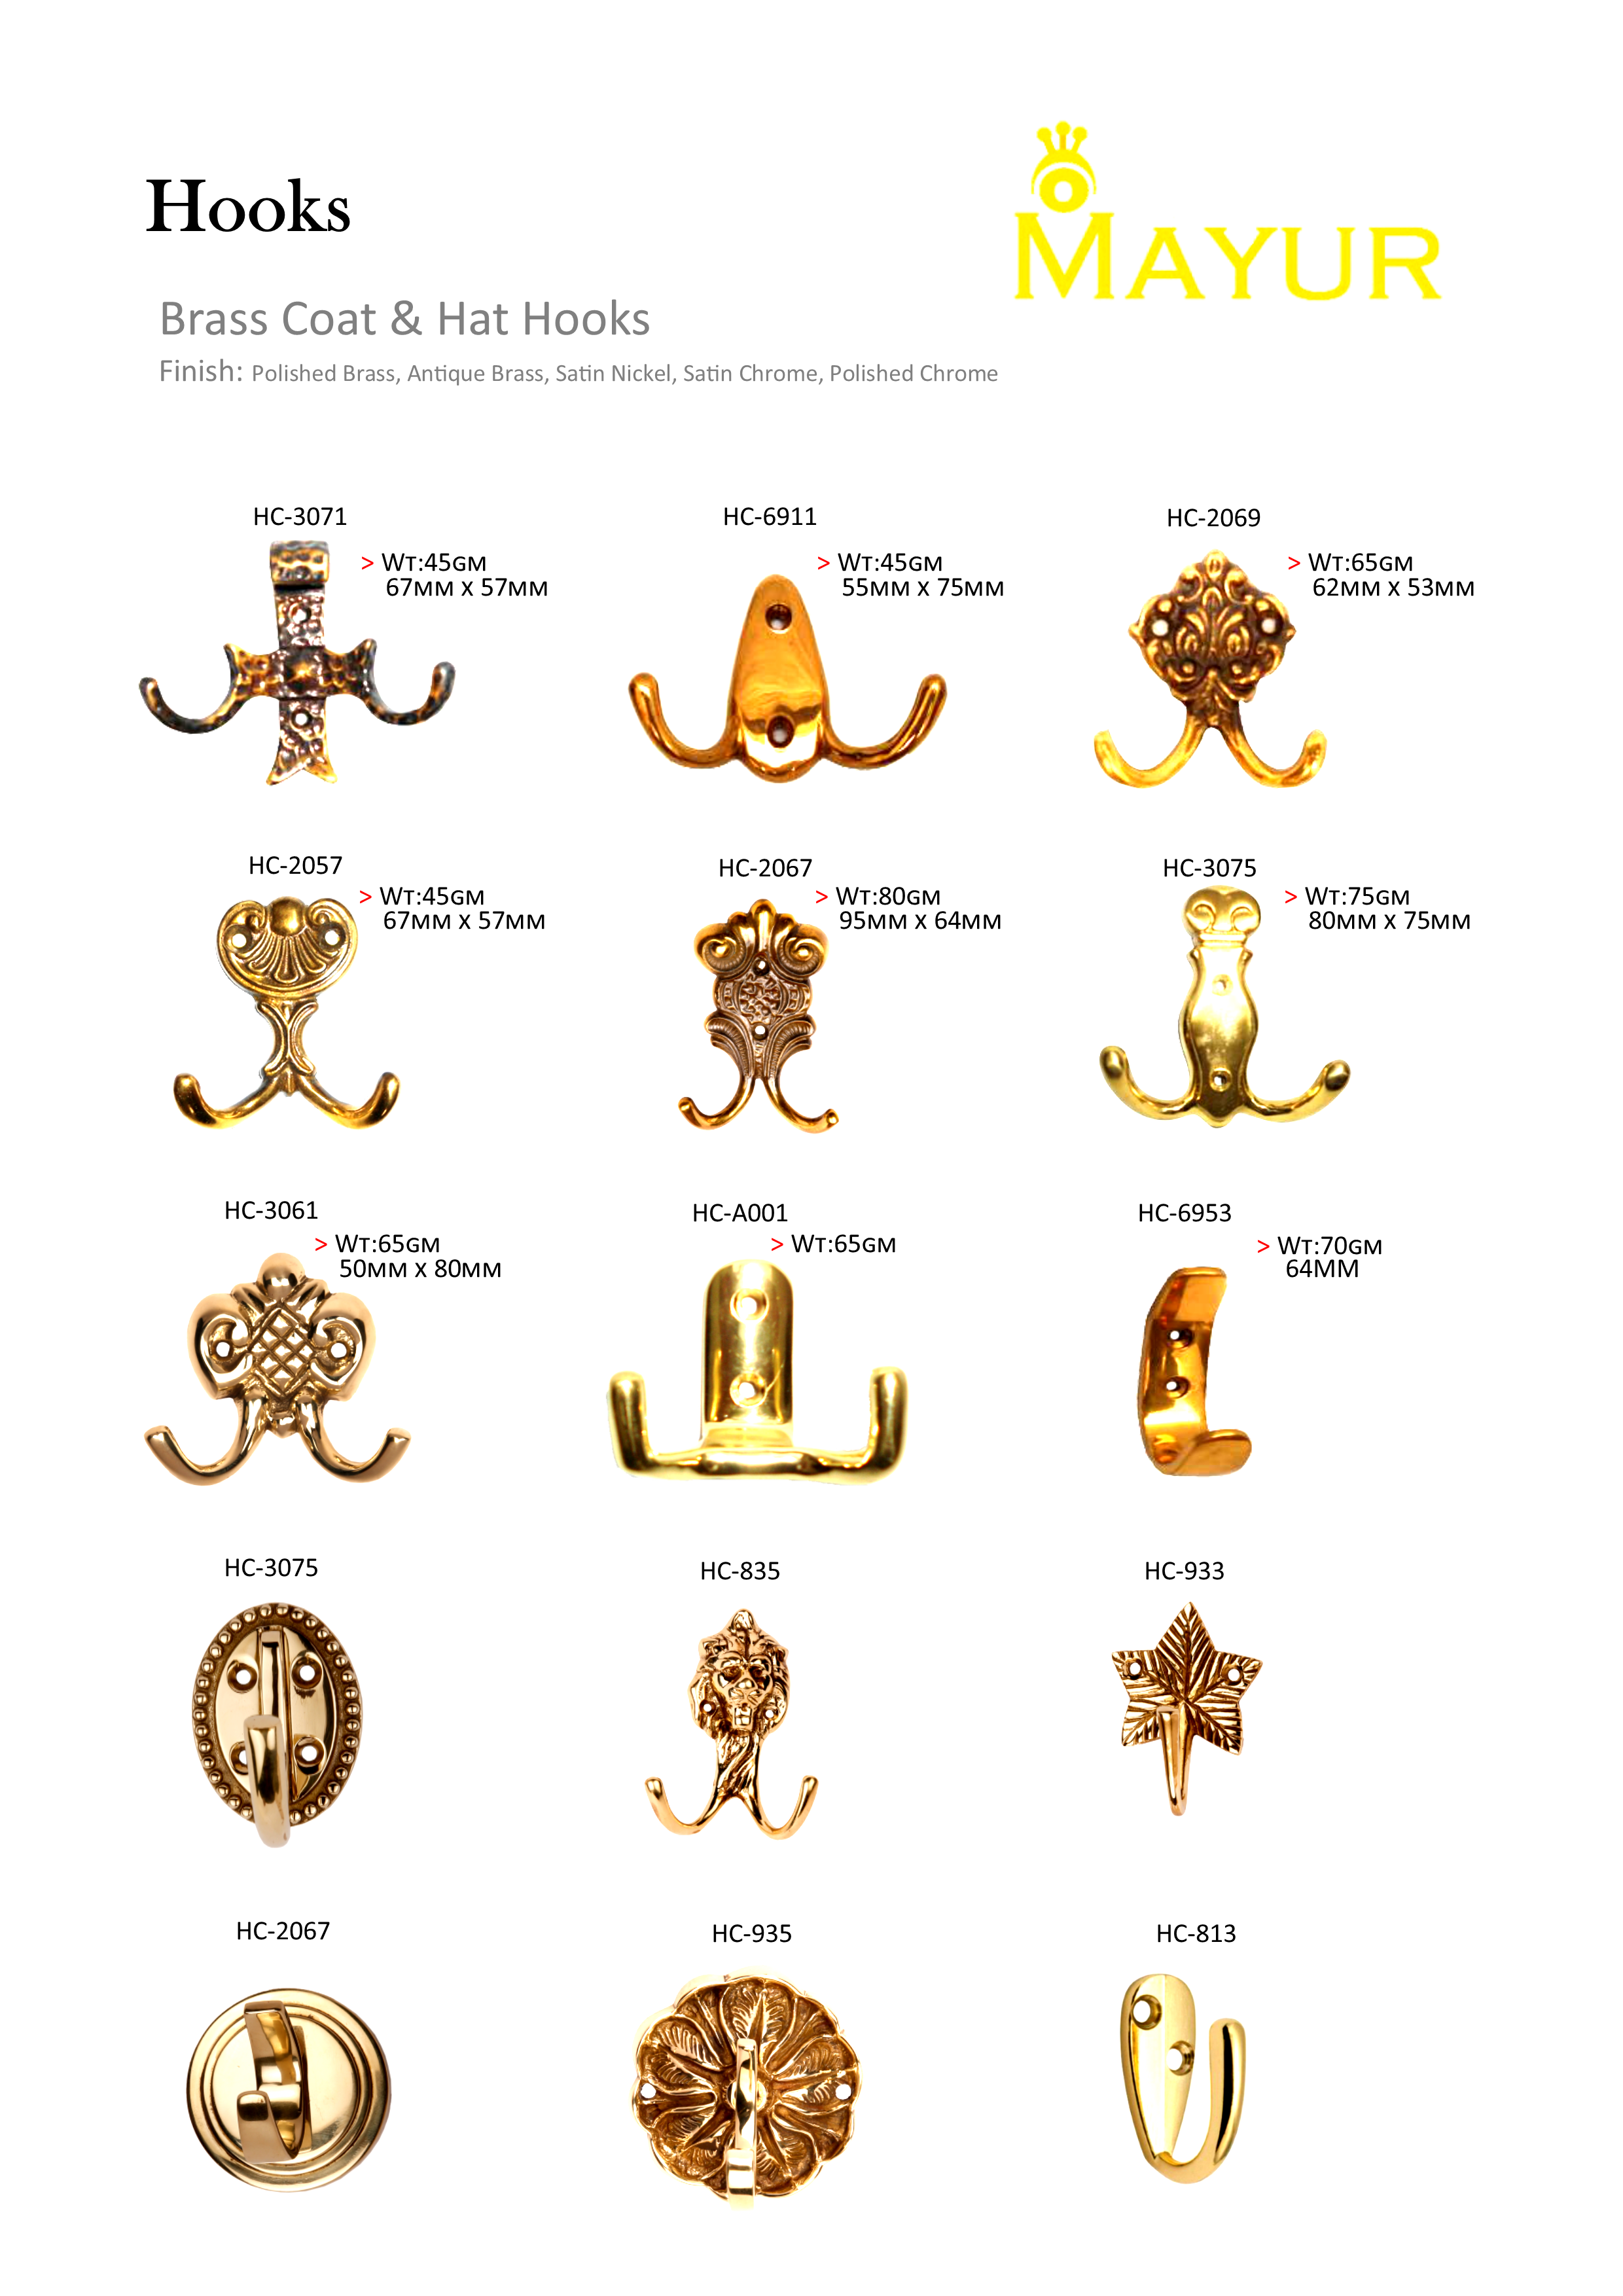 Hooks
MAYUR
Brass Coat & Hat Hooks
Finish: Polished Brass, Antique Brass, Satin Nickel, Satin Chrome, Polished Chrome
HC-3071
> Wt:45gm
67mm x 57mm
HC-6911
> Wt:45gm
55mm x 75mm
HC-2069
> Wt:65gm
62mm x 53mm
HC-2057
> Wt:45gm
67mm x 57mm
HC-2067
> Wt:80gm
95mm x 64mm
HC-3075
> Wt:75gm
80mm x 75mm
HC-3061
> Wt:65gm
50mm x 80mm
HC-A001
> Wt:65gm
HC-6953
> Wt:70gm
64MM
HC-3075
HC-835
HC-933
HC-2067
HC-935
HC-813